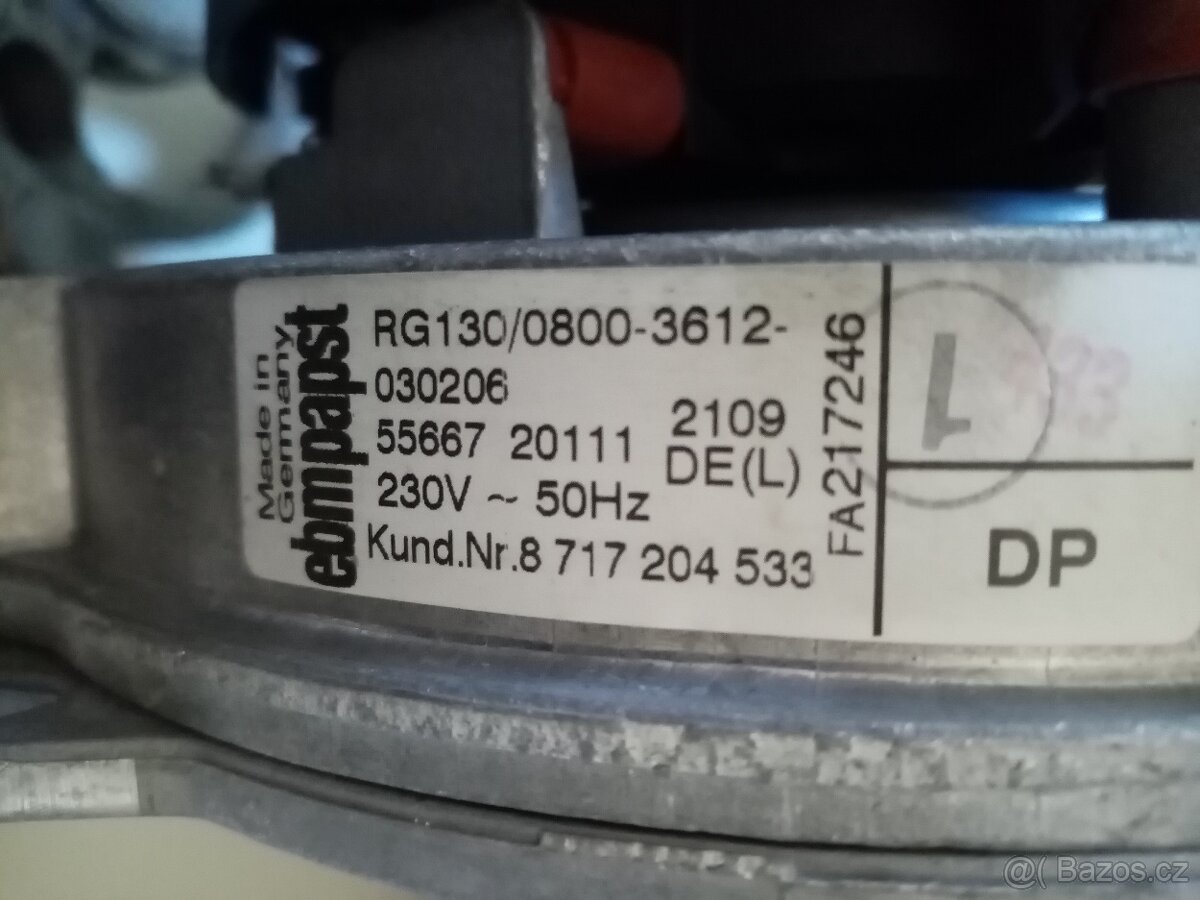 Made in
Germany
ebmpapst
RG130/0800-3612-
030206
55667 20111 2109
DE(L)
230V ~ 50Hz
Kund.Nr.8 717 204 533
FA217246
1
DP
@( Bazos.cz